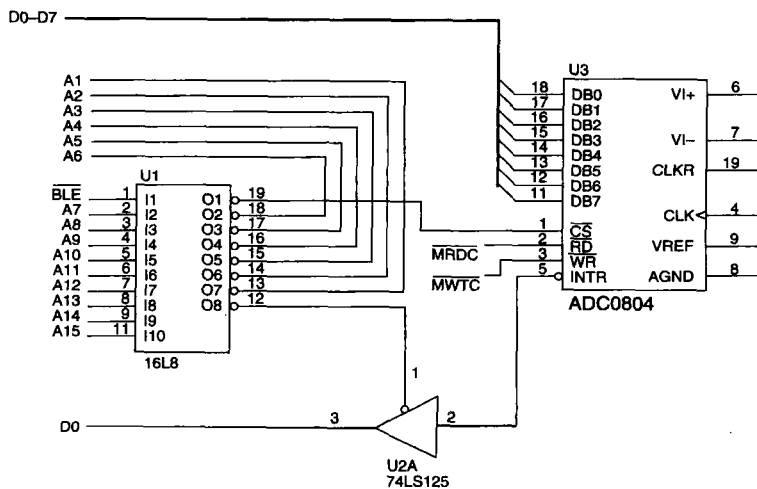 D0–D7
A1
A2
A3
A4
A5
A6
U1
BLE 1 I1 O1 19
A7 2 I2 O2 18
A8 3 I3 O3 17
A9 4 I4 O4 16
A10 5 I5 O5 15
A11 6 I6 O6 14
A12 7 I7 O7 13
A13 8 I8 O8 12
A14 9 I9
A15 11 I10
16L8
U3
18 DB0 VI+ 6
17 DB1
16 DB2
15 DB3 VI– 7
14 DB4
13 DB5 CLKR 19
12 DB6
11 DB7
CLK 4
1 CS
MRDC 2 RD
MWTC 3 WR VREF 9
5 INTR AGND 8
ADC0804
1
D0 3 2
U2A
74LS125